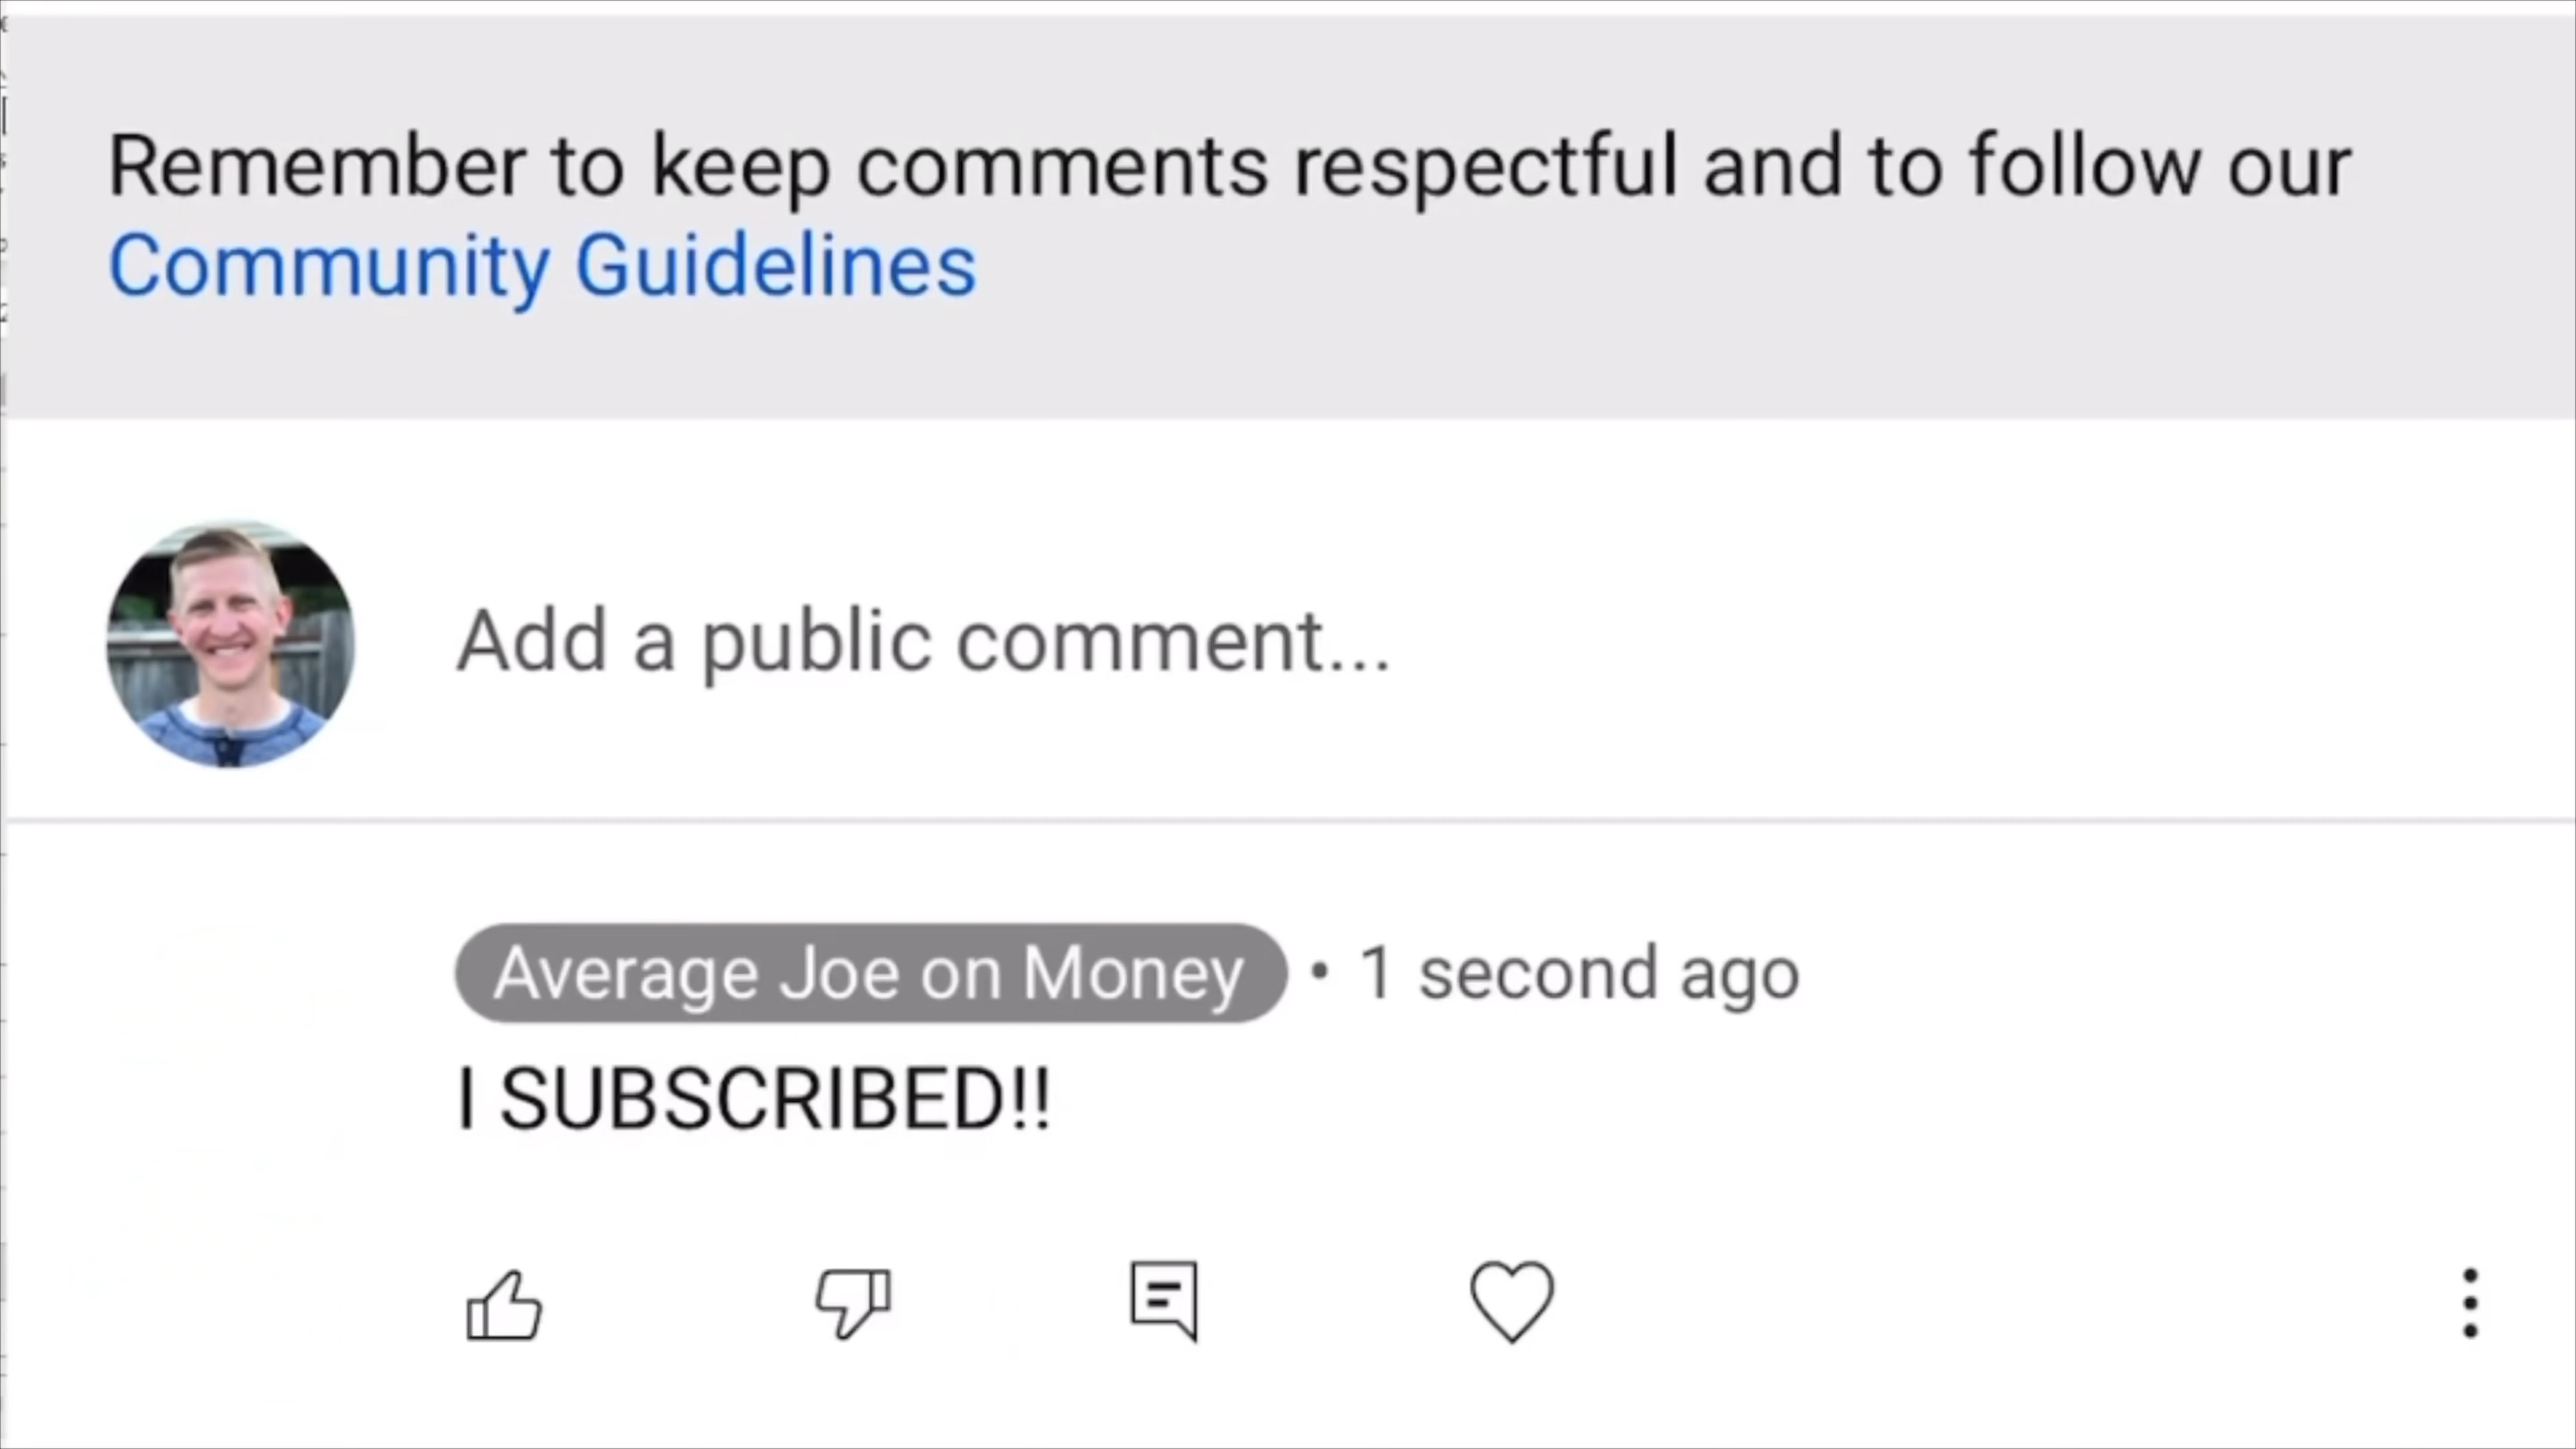 Remember to keep comments respectful and to follow our
Community Guidelines
Add a public comment...
Average Joe on Money • 1 second ago
I SUBSCRIBED!!